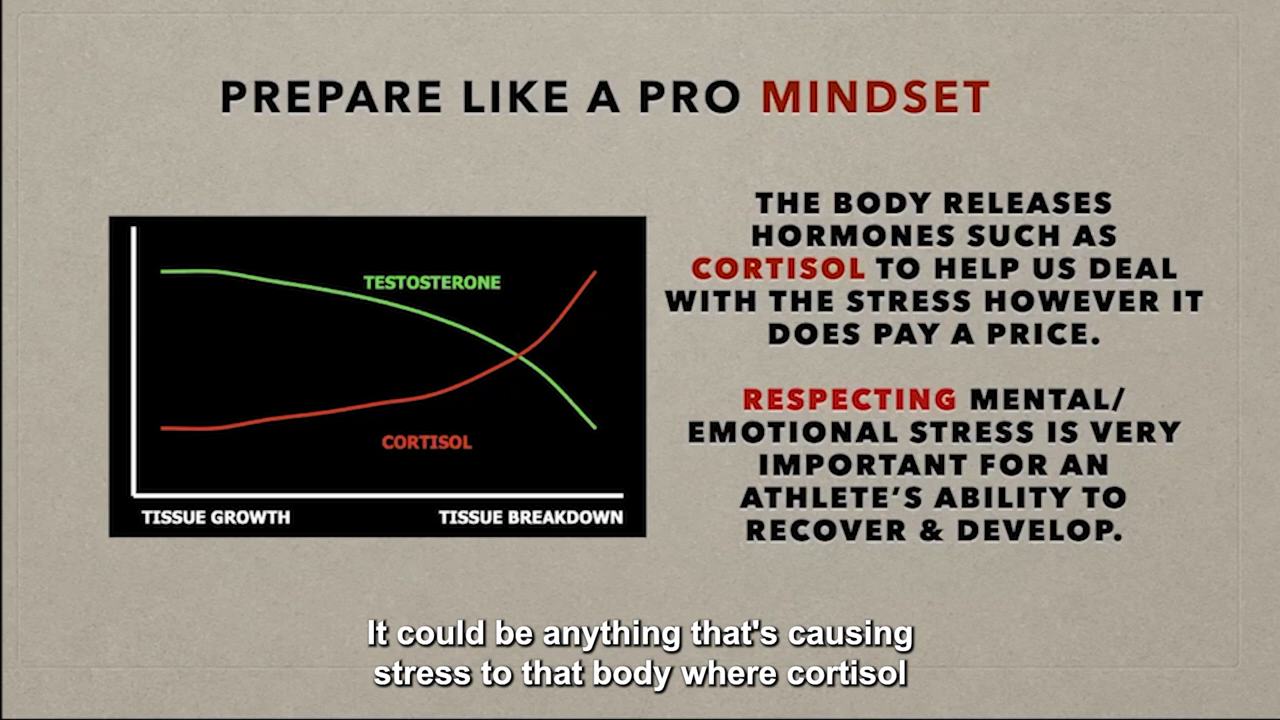 PREPARE LIKE A PRO MINDSET
THE BODY RELEASES
HORMONES SUCH AS
CORTISOL TO HELP US DEAL
WITH THE STRESS HOWEVER IT
DOES PAY A PRICE.
RESPECTING MENTAL/
EMOTIONAL STRESS IS VERY
IMPORTANT FOR AN
ATHLETE’S ABILITY TO
RECOVER & DEVELOP.
TESTOSTERONE
CORTISOL
TISSUE GROWTH
TISSUE BREAKDOWN
It could be anything that's causing
stress to that body where cortisol